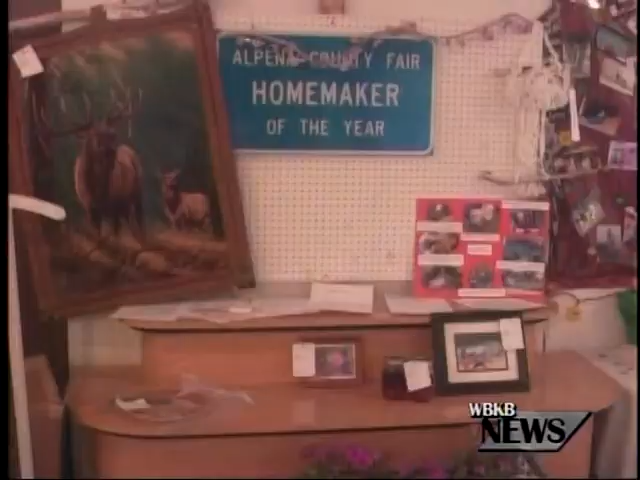 ALPENA COUNTY FAIR
HOMEMAKER
OF THE YEAR
WBKB
NEWS